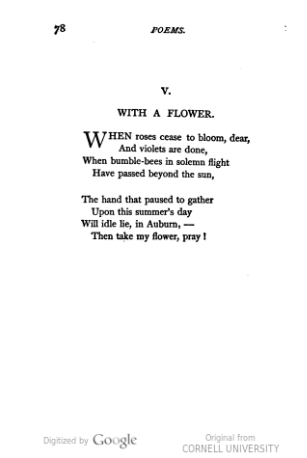 78
POEMS.
V.
WITH A FLOWER.
WHEN roses cease to bloom, dear,
And violets are done,
When bumble-bees in solemn flight
Have passed beyond the sun,
The hand that paused to gather
Upon this summer's day
Will idle lie, in Auburn, —
Then take my flower, pray!
Digitized by Google
Original from
CORNELL UNIVERSITY